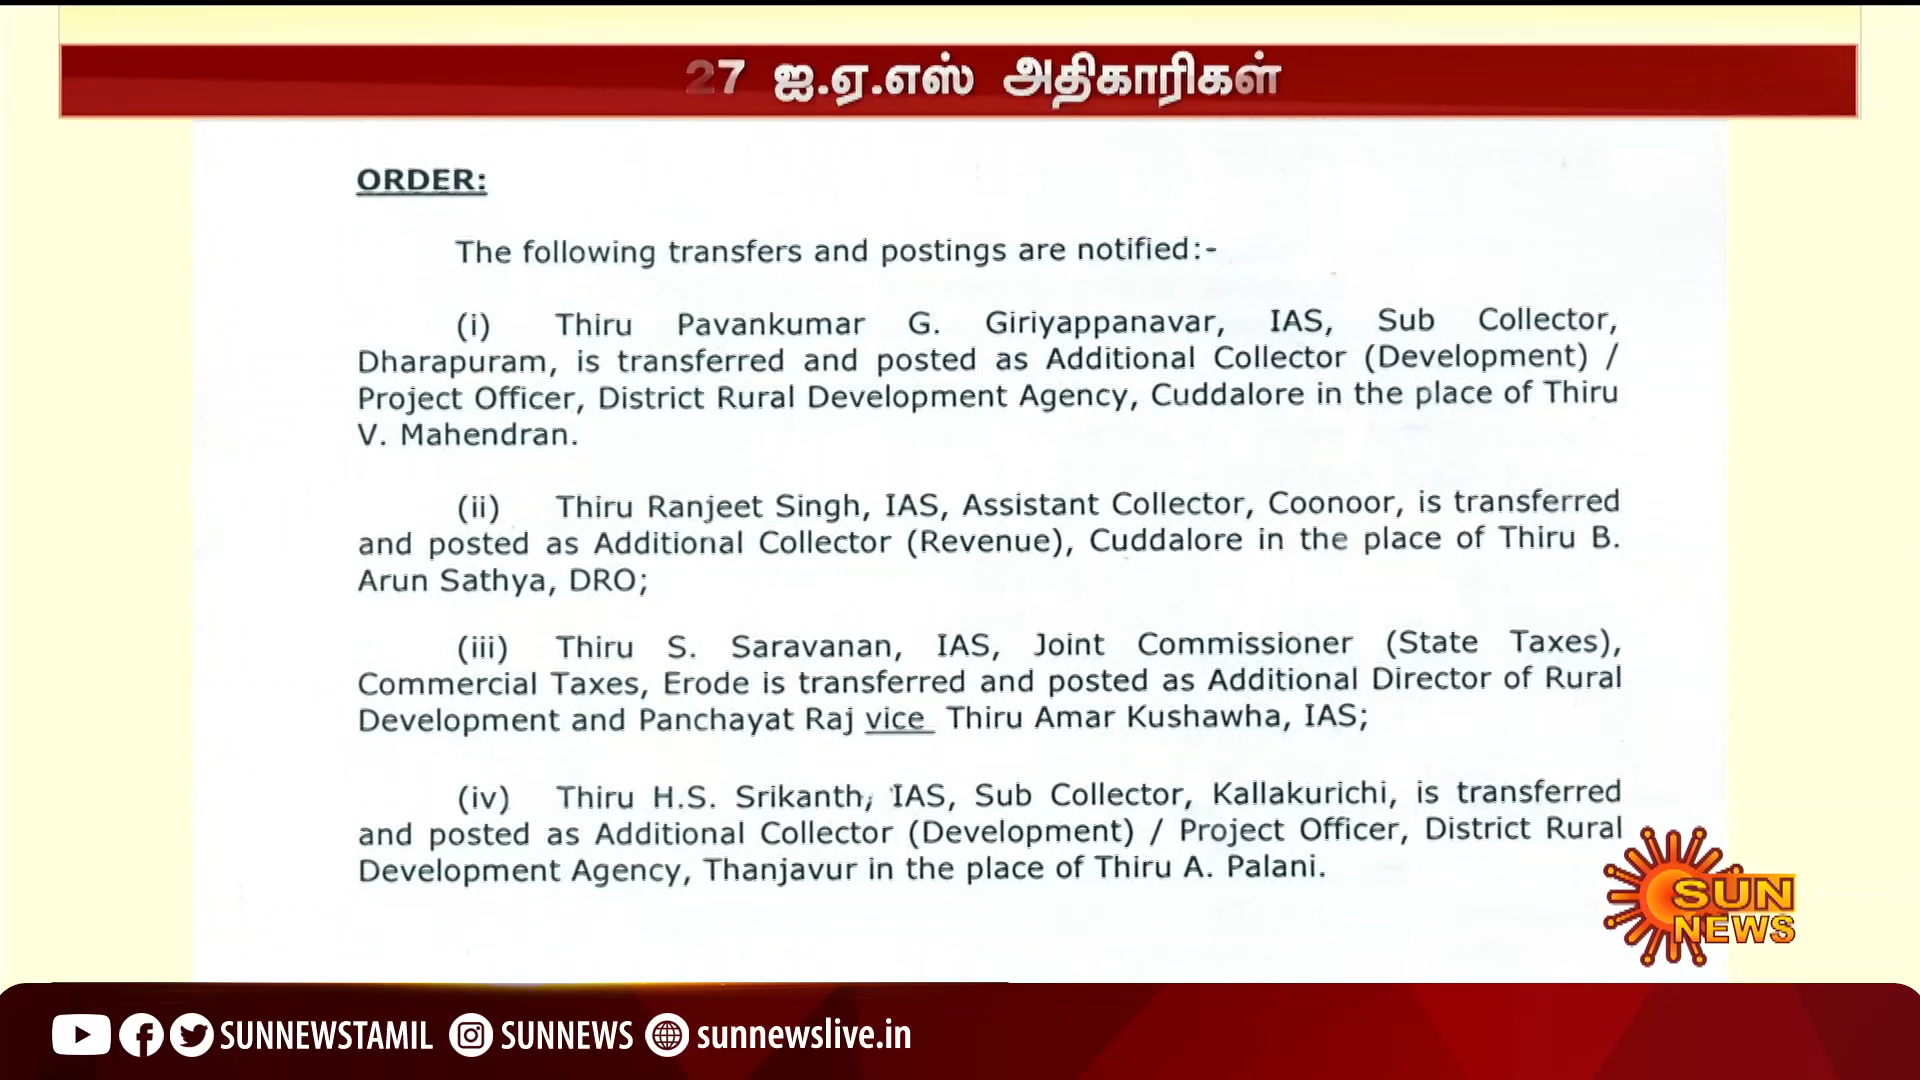 27 ஐ.ஏ.எஸ் அதிகாரிகள்
ORDER:
The following transfers and postings are notified:-
(i) Thiru Pavankumar G. Giriyappanavar, IAS, Sub Collector,
Dharapuram, is transferred and posted as Additional Collector (Development) /
Project Officer, District Rural Development Agency, Cuddalore in the place of Thiru
V. Mahendran.
(ii) Thiru Ranjeet Singh, IAS, Assistant Collector, Coonoor, is transferred
and posted as Additional Collector (Revenue), Cuddalore in the place of Thiru B.
Arun Sathya, DRO;
(iii) Thiru S. Saravanan, IAS, Joint Commissioner (State Taxes),
Commercial Taxes, Erode is transferred and posted as Additional Director of Rural
Development and Panchayat Raj vice Thiru Amar Kushawha, IAS;
(iv) Thiru H.S. Srikanth, IAS, Sub Collector, Kallakurichi, is transferred
and posted as Additional Collector (Development) / Project Officer, District Rural
Development Agency, Thanjavur in the place of Thiru A. Palani.
SUN
NEWS
SUNNEWSTAMIL SUNNEWS sunnewslive.in